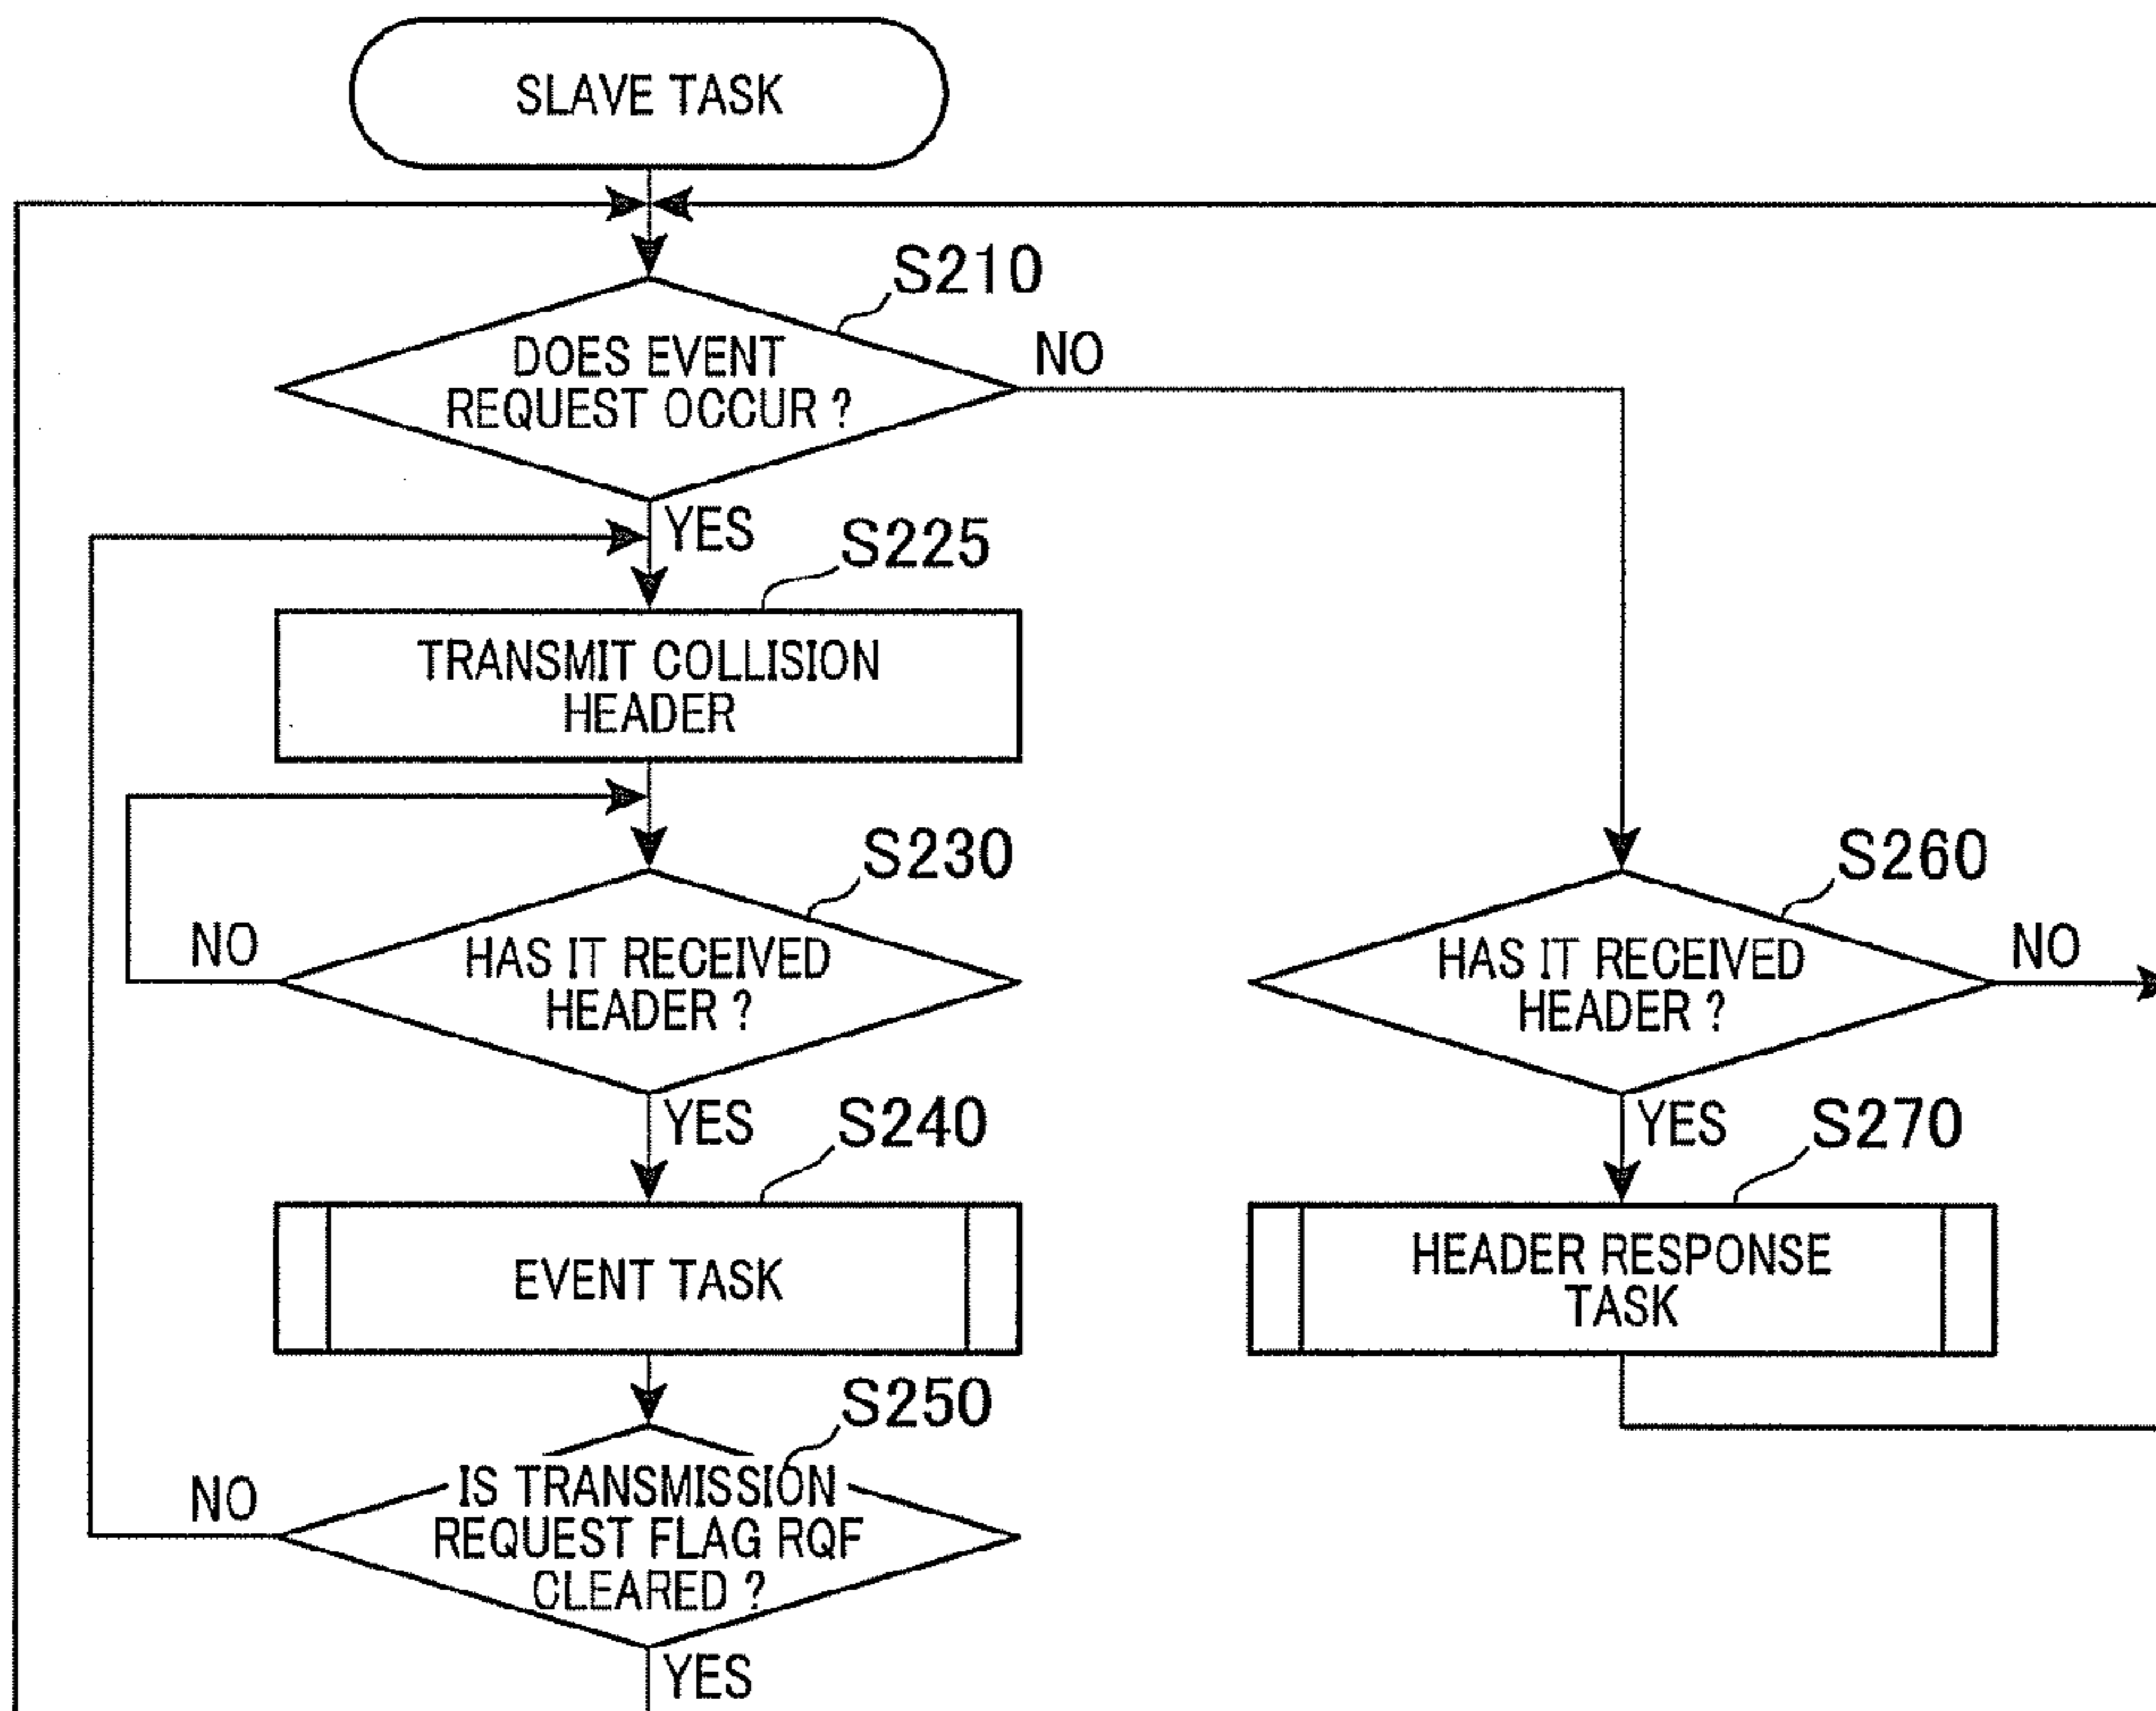 SLAVE TASK
S210
DOES EVENT
REQUEST OCCUR ?
NO
YES
S225
TRANSMIT COLLISION
HEADER
S230
HAS IT RECEIVED
HEADER ?
NO
YES
S240
EVENT TASK
S250
IS TRANSMISSION
REQUEST FLAG RQF
CLEARED ?
NO
YES
S260
HAS IT RECEIVED
HEADER ?
NO
YES
S270
HEADER RESPONSE
TASK